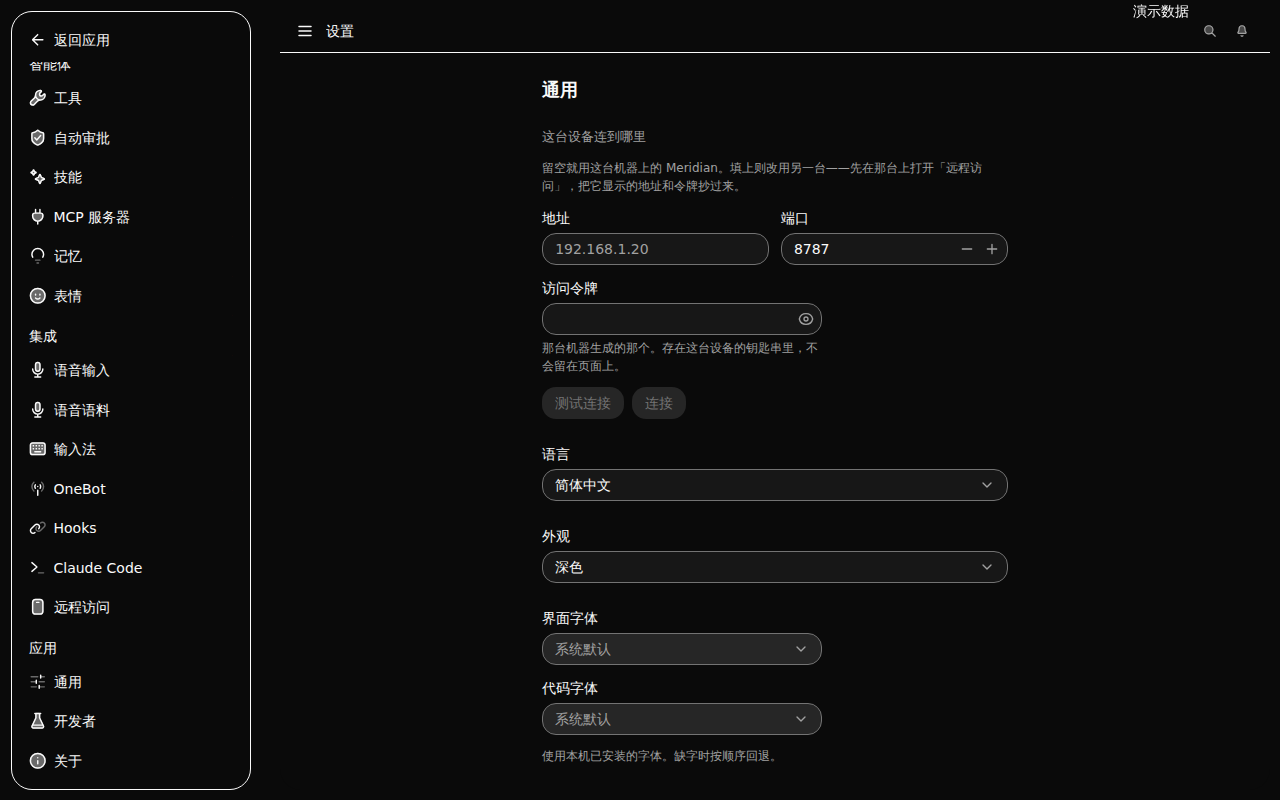 返回应用
智能体
工具
自动审批
技能
MCP 服务器
记忆
表情
集成
语音输入
语音语料
输入法
OneBot
Hooks
Claude Code
远程访问
应用
通用
开发者
关于
设置
演示数据
通用
这台设备连到哪里
留空就用这台机器上的 Meridian。填上则改用另一台——先在那台上打开「远程访
问」，把它显示的地址和令牌抄过来。
地址
端口
192.168.1.20
8787
访问令牌
那台机器生成的那个。存在这台设备的钥匙串里，不
会留在页面上。
测试连接
连接
语言
简体中文
外观
深色
界面字体
系统默认
代码字体
系统默认
使用本机已安装的字体。缺字时按顺序回退。